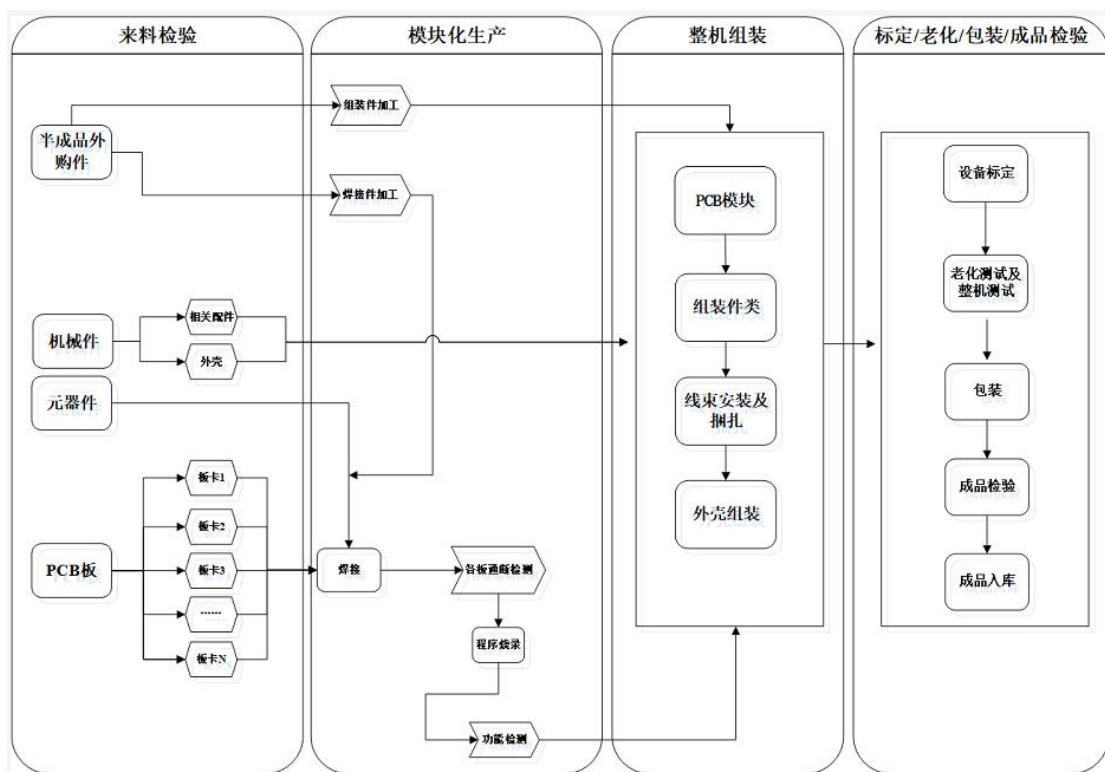 来料检验
模块化生产
整机组装
标定/老化/包装/成品检验
半成品外
购件
机械件
相关配件
外壳
元器件
PCB板
板卡1
板卡2
板卡3
......
板卡N
组装件加工
焊接件加工
焊接
各板通断检测
程序烧录
功能检测
PCB模块
组装件类
线束安装及
捆扎
外壳组装
设备标定
老化测试及
整机测试
包装
成品检验
成品入库